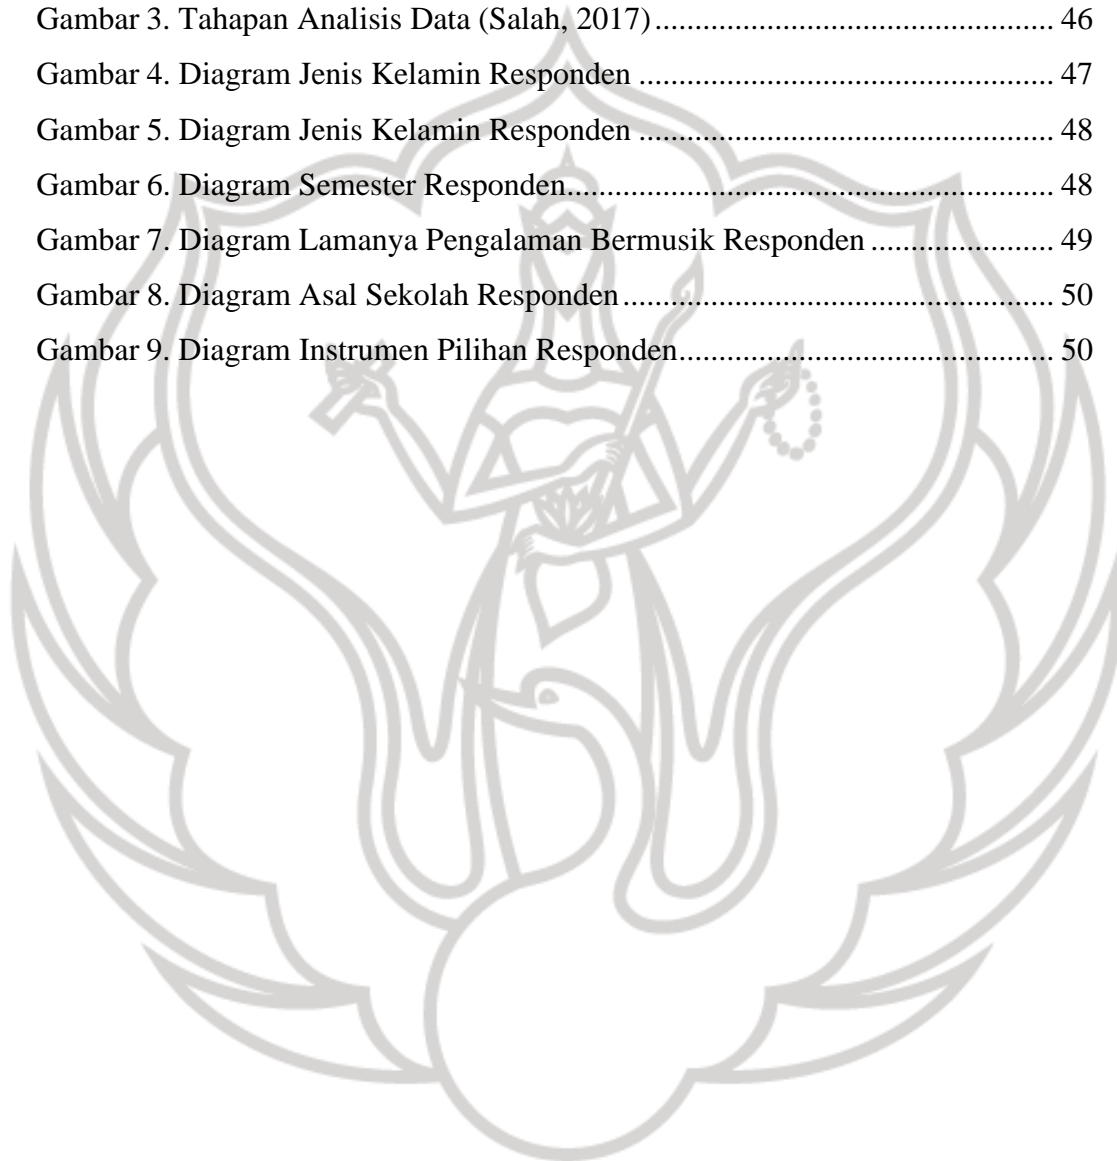 Gambar 3. Tahapan Analisis Data (Salah, 2017)..................................................... 46
Gambar 4. Diagram Jenis Kelamin Responden .................................................... 47
Gambar 5. Diagram Jenis Kelamin Responden .................................................... 48
Gambar 6. Diagram Semester Responden............................................................. 48
Gambar 7. Diagram Lamanya Pengalaman Bermusik Responden ....................... 49
Gambar 8. Diagram Asal Sekolah Responden...................................................... 50
Gambar 9. Diagram Instrumen Pilihan Responden............................................... 50